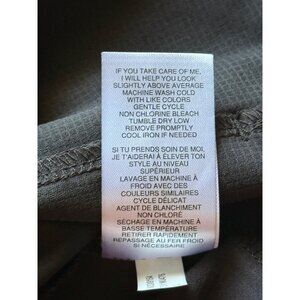 IF YOU TAKE CARE OF ME,
I WILL HELP YOU LOOK
SLIGHTLY ABOVE AVERAGE
MACHINE WASH COLD
WITH LIKE COLORS
GENTLE CYCLE
NON CHLORINE BLEACH
TUMBLE DRY LOW
REMOVE PROMPTLY
COOL IRON IF NEEDED
SI TU PRENDS SOIN DE MOI,
JE T'AIDERAI À ÉLEVER TON
STYLE AU NIVEAU
SUPÉRIEUR
LAVAGE EN MACHINE À
FROID AVEC DES
COULEURS SIMILAIRES
CYCLE DÉLICAT
AGENT DE BLANCHIMENT
NON CHLORÉ
SÉCHAGE EN MACHINE À
BASSE TEMPÉRATURE
RETIRER RAPIDEMENT
REPASSAGE AU FER FROID
SI NÉCESSAIRE